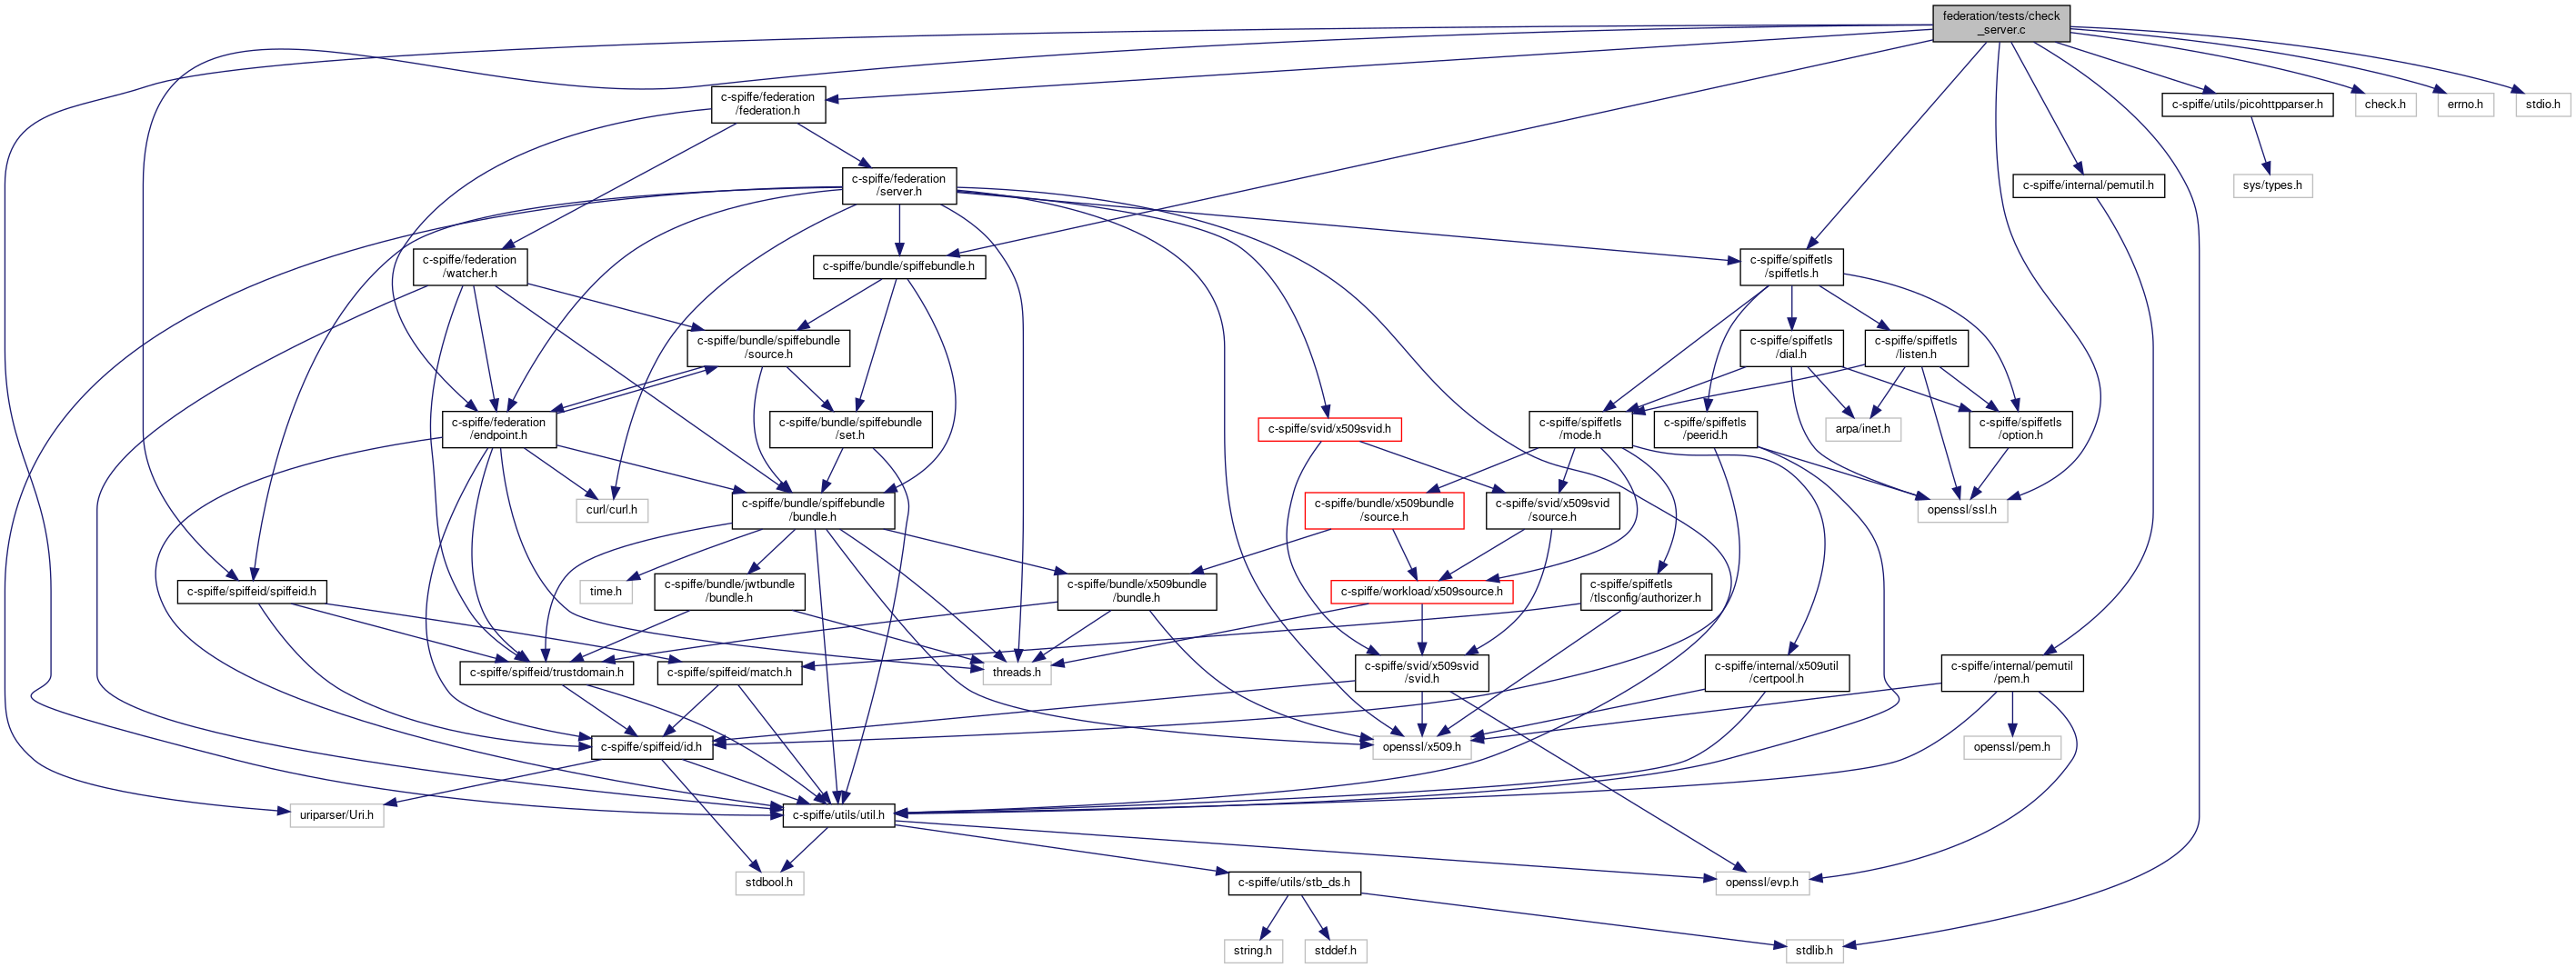 federation/tests/check
_server.c
c-spiffe/federation
/federation.h
c-spiffe/utils/picohttpparser.h
check.h
errno.h
stdio.h
c-spiffe/federation
/server.h
c-spiffe/internal/pemutil.h
sys/types.h
c-spiffe/federation
/watcher.h
c-spiffe/bundle/spiffebundle.h
c-spiffe/spiffetls
/spiffetls.h
c-spiffe/bundle/spiffebundle
/source.h
c-spiffe/spiffetls
/dial.h
c-spiffe/spiffetls
/listen.h
c-spiffe/federation
/endpoint.h
c-spiffe/bundle/spiffebundle
/set.h
c-spiffe/svid/x509svid.h
c-spiffe/spiffetls
/mode.h
c-spiffe/spiffetls
/peerid.h
arpa/inet.h
c-spiffe/spiffetls
/option.h
curl/curl.h
c-spiffe/bundle/spiffebundle
/bundle.h
c-spiffe/bundle/x509bundle
/source.h
c-spiffe/svid/x509svid
/source.h
openssl/ssl.h
c-spiffe/spiffeid/spiffeid.h
time.h
c-spiffe/bundle/jwtbundle
/bundle.h
c-spiffe/bundle/x509bundle
/bundle.h
c-spiffe/workload/x509source.h
c-spiffe/spiffetls
/tlsconfig/authorizer.h
c-spiffe/spiffeid/trustdomain.h
c-spiffe/spiffeid/match.h
threads.h
c-spiffe/svid/x509svid
/svid.h
c-spiffe/internal/x509util
/certpool.h
c-spiffe/internal/pemutil
/pem.h
c-spiffe/spiffeid/id.h
openssl/x509.h
openssl/pem.h
uriparser/Uri.h
c-spiffe/utils/util.h
stdbool.h
c-spiffe/utils/stb_ds.h
openssl/evp.h
string.h
stddef.h
stdlib.h